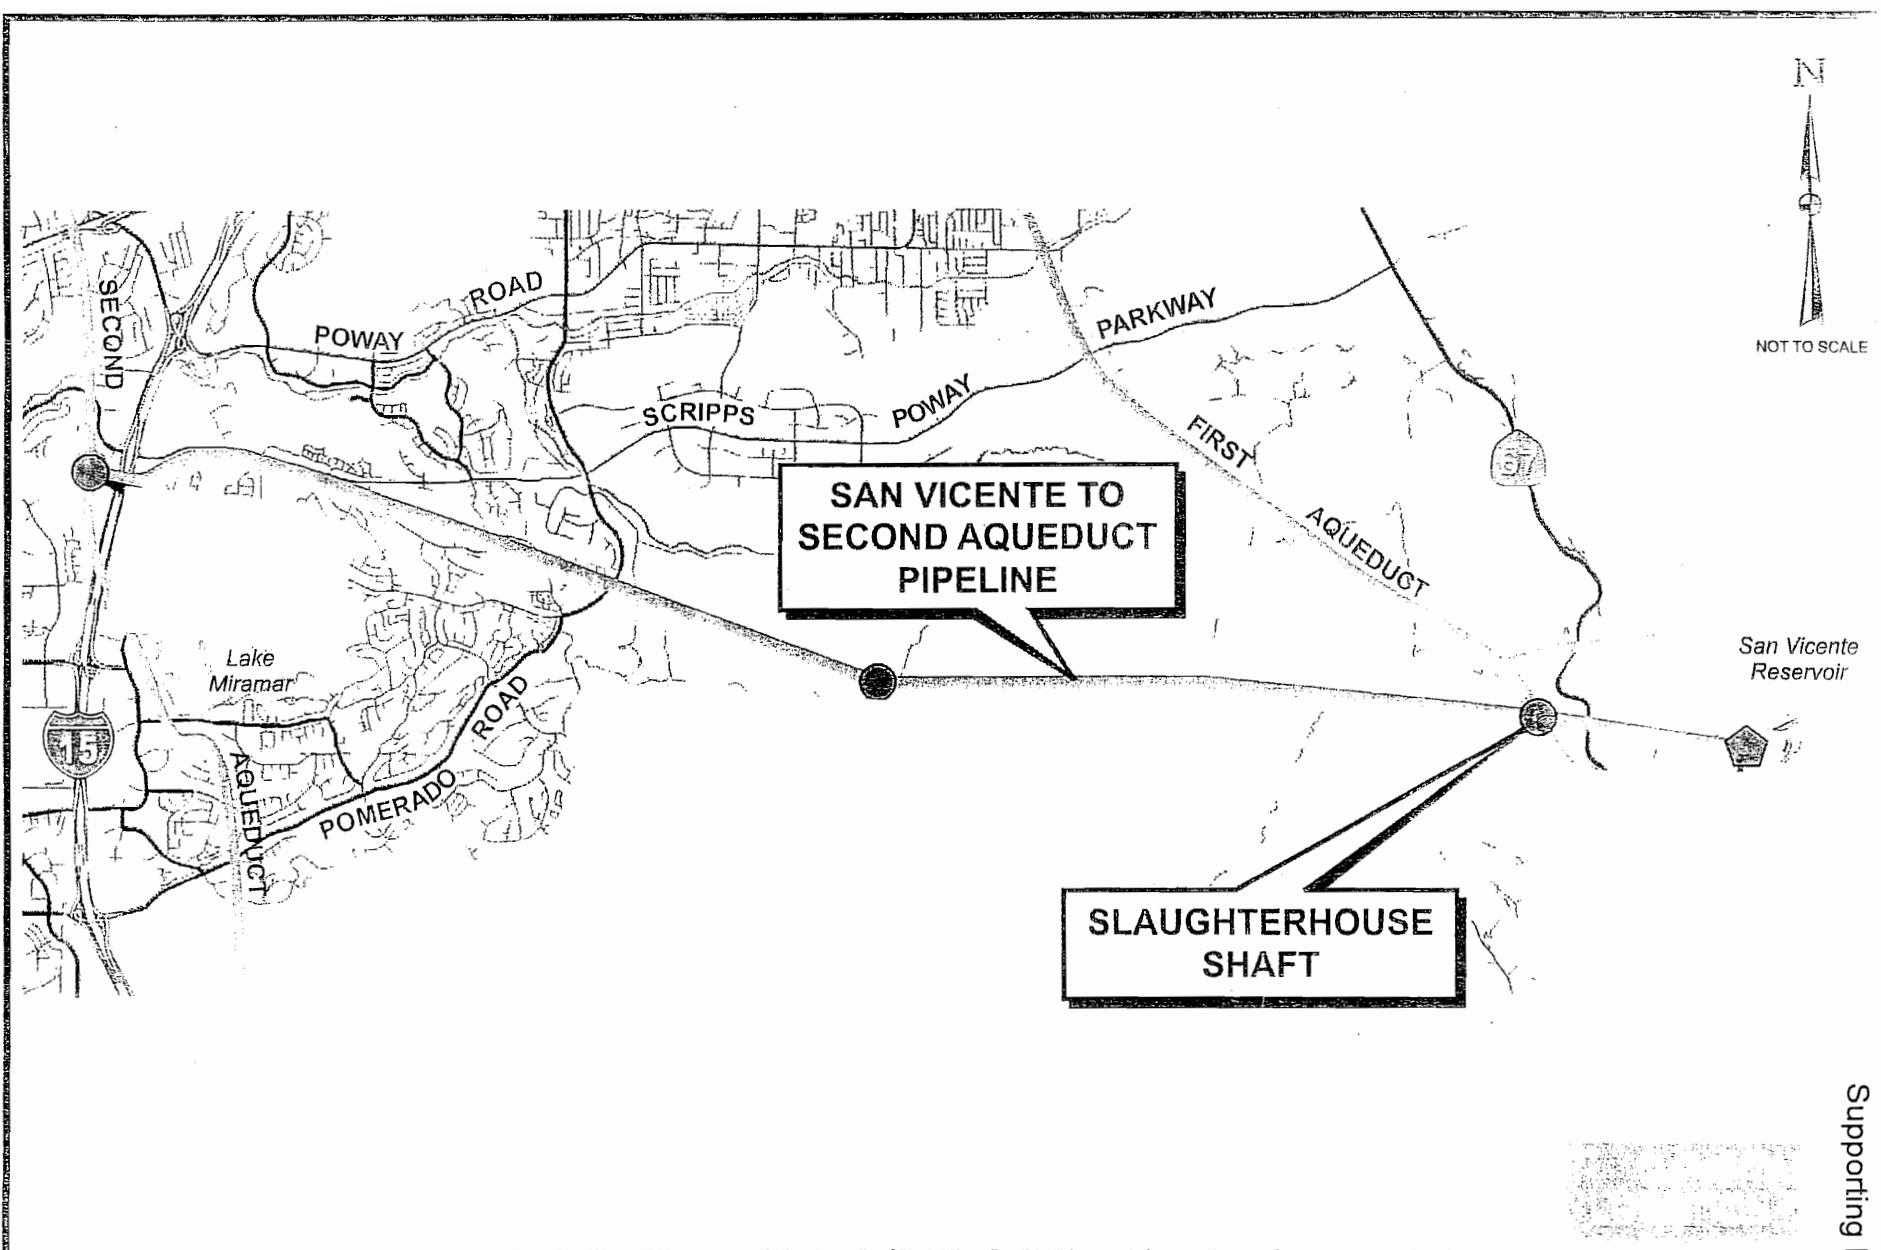 N
NOT TO SCALE
SECOND
POWAY
ROAD
SCRIPPS
POWAY
PARKWAY
FIRST
AQUEDUCT
67
SAN VICENTE TO
SECOND AQUEDUCT
PIPELINE
San Vicente
Reservoir
Lake
Miramar
15
AQUEDUCT
POMERADO
ROAD
SLAUGHTERHOUSE
SHAFT
Supporting